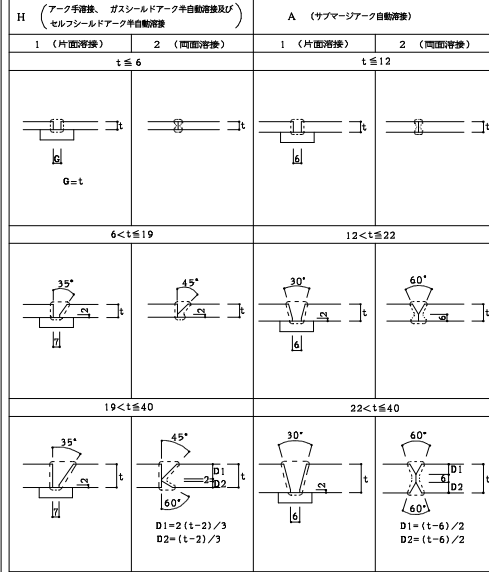 H （アーク手溶接、 ガスシールドアーク半自動溶接及び
セルフシールドアーク半自動溶接）
A （サブマージアーク自動溶接）
1 （片面溶接） 2 （両面溶接） 1 （片面溶接） 2 （両面溶接）
t≦6 t≦12
t t t t
G 6
G=t
6<t≦19 12<t≦22
35° 45° 30° 60°
2 t 2 t 2 t 6 t
7 6
19<t≦40 22<t≦40
35° 45° 30° 60°
2 t D1 2 D2 t 2 t D1 6 D2 t
7 60° 6 60°
D1=2(t-2)/3 D1=(t-6)/2
D2=(t-2)/3 D2=(t-6)/2